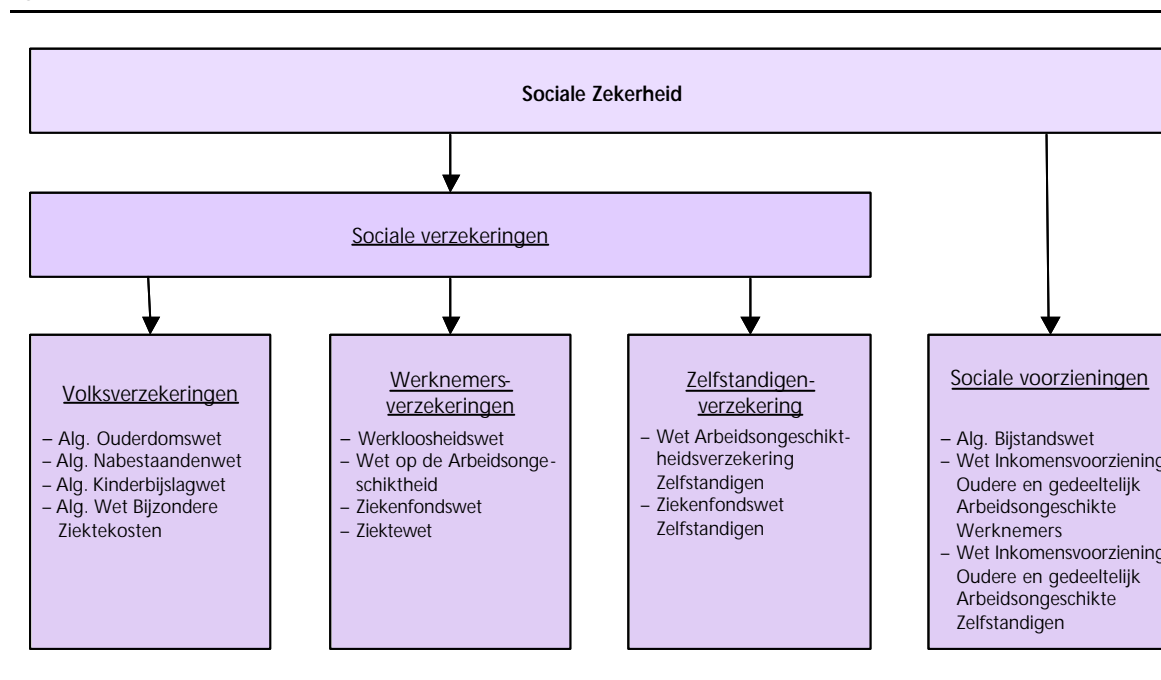 Sociale Zekerheid
Sociale verzekeringen
Volksverzekeringen
– Alg. Ouderdomswet
– Alg. Nabestaandenwet
– Alg. Kinderbijslagwet
– Alg. Wet Bijzondere
Ziektekosten
Werknemers-
verzekeringen
– Werkloosheidswet
– Wet op de Arbeidsonge-
schiktheid
– Ziekenfondswet
– Ziektewet
Zelfstandigen-
verzekering
– Wet Arbeidsongeschikt-
heidsverzekering
Zelfstandigen
– Ziekenfondswet
Zelfstandigen
Sociale voorzieningen
– Alg. Bijstandswet
– Wet Inkomensvoorziening
Oudere en gedeeltelijk
Arbeidsongeschikte
Werknemers
– Wet Inkomensvoorziening
Oudere en gedeeltelijk
Arbeidsongeschikte
Zelfstandigen